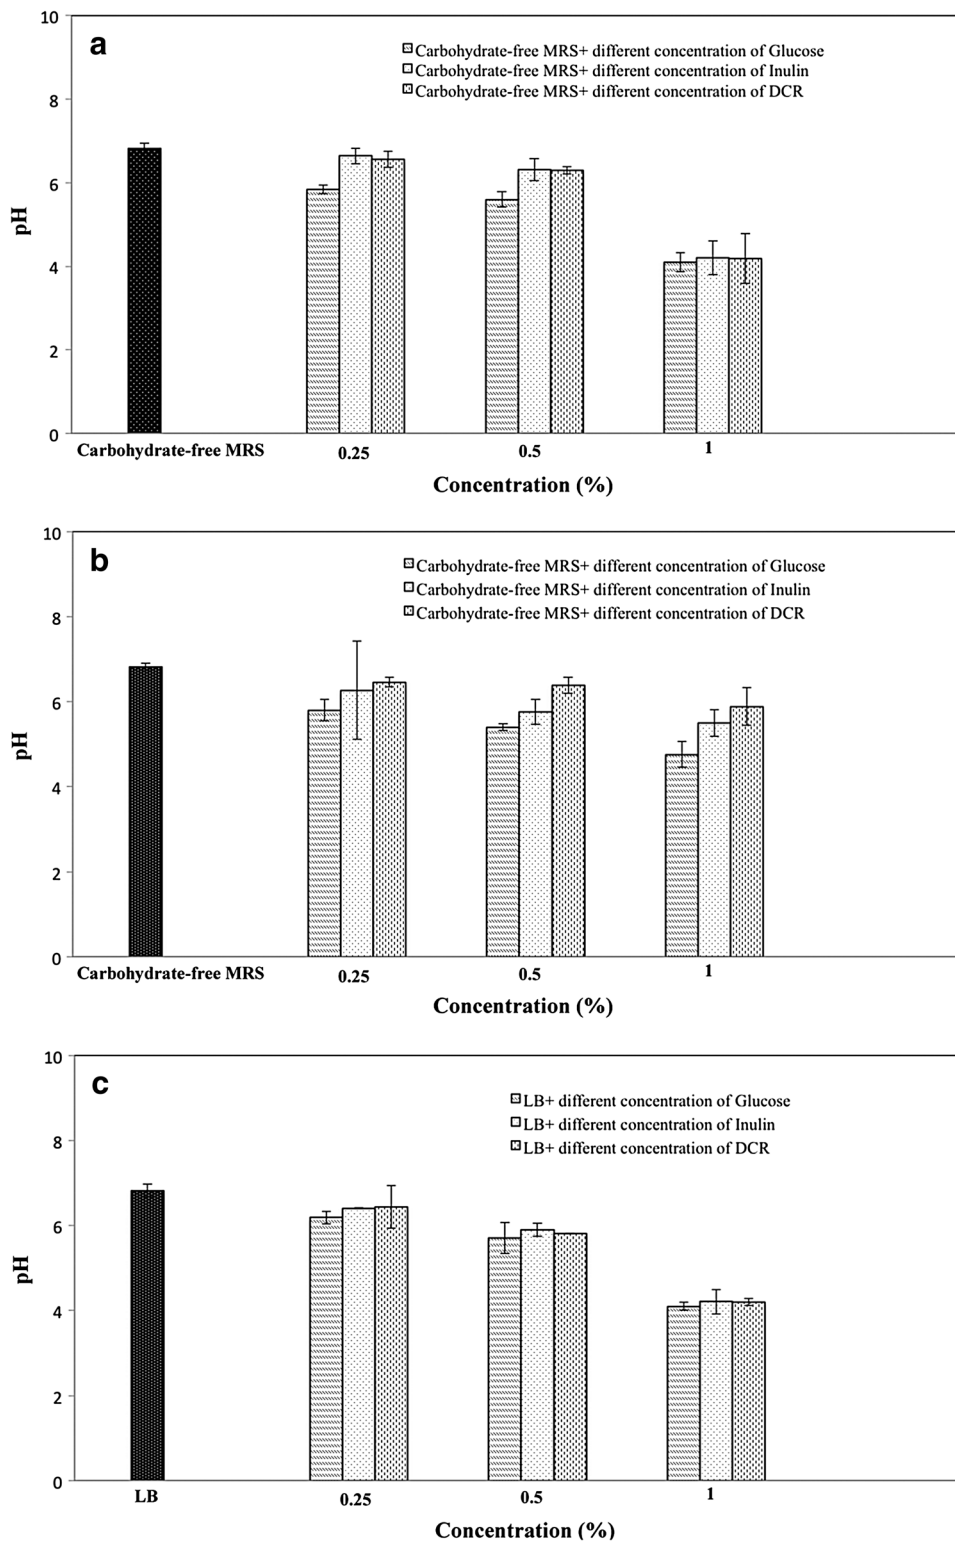 10
a
Carbohydrate-free MRS+ different concentration of Glucose
Carbohydrate-free MRS+ different concentration of Inulin
Carbohydrate-free MRS+ different concentration of DCR
8
6
pH
4
2
0
Carbohydrate-free MRS 0.25 0.5 1
Concentration (%)
10
b
Carbohydrate-free MRS+ different concentration of Glucose
Carbohydrate-free MRS+ different concentration of Inulin
Carbohydrate-free MRS+ different concentration of DCR
8
6
pH
4
2
0
Carbohydrate-free MRS 0.25 0.5 1
Concentration (%)
10
c
LB+ different concentration of Glucose
LB+ different concentration of Inulin
LB+ different concentration of DCR
8
6
pH
4
2
0
LB 0.25 0.5 1
Concentration (%)